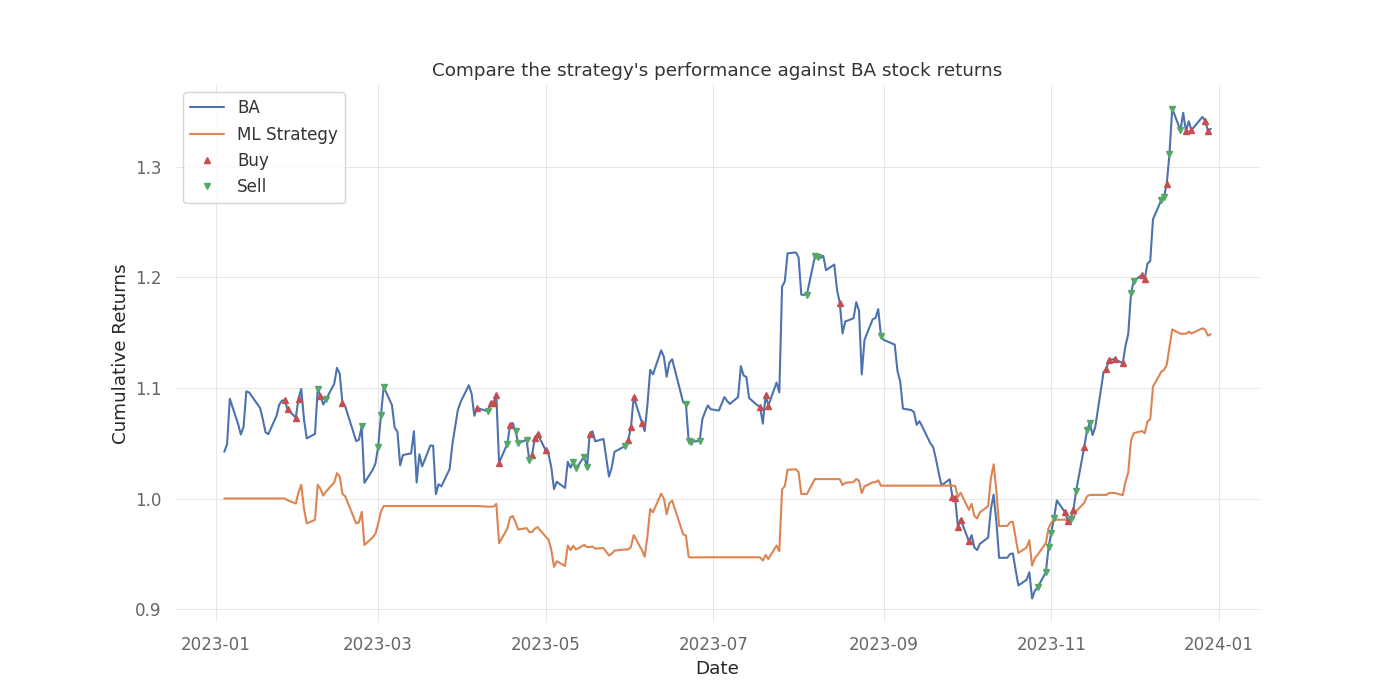 Compare the strategy's performance against BA stock returns
BA
ML Strategy
Buy
Sell
1.3
1.2
1.1
1.0
0.9
Cumulative Returns
2023-01 2023-03 2023-05 2023-07 2023-09 2023-11 2024-01
Date